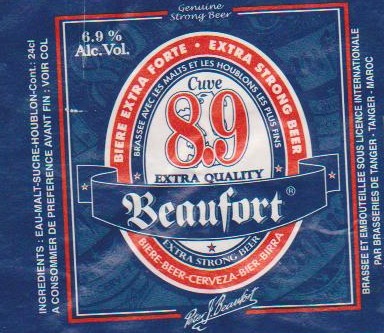 Genuine
Strong Beer
6.9 %
Alc.Vol.
BIERE EXTRA FORTE • EXTRA STRONG BEER
BRASSEE AVEC LES MALTS ET LES HOUBLONS LES PLUS FINS
Cuve
8.9
EXTRA QUALITY
Beaufort®
EXTRA STRONG BEER
BIERE-BEER-CERVEZA-BIER-BIRRA
INGREDIENTS : EAU-MALT-SUCRE-HOUBLON-Cont.: 24cl
A CONSOMMER DE PREFERENCE AVANT FIN : VOIR COL
BRASSEE ET EMBOUTEILLEE SOUS LICENCE INTERNATIONALE
PAR BRASSERIES DE TANGER - TANGER - MAROC